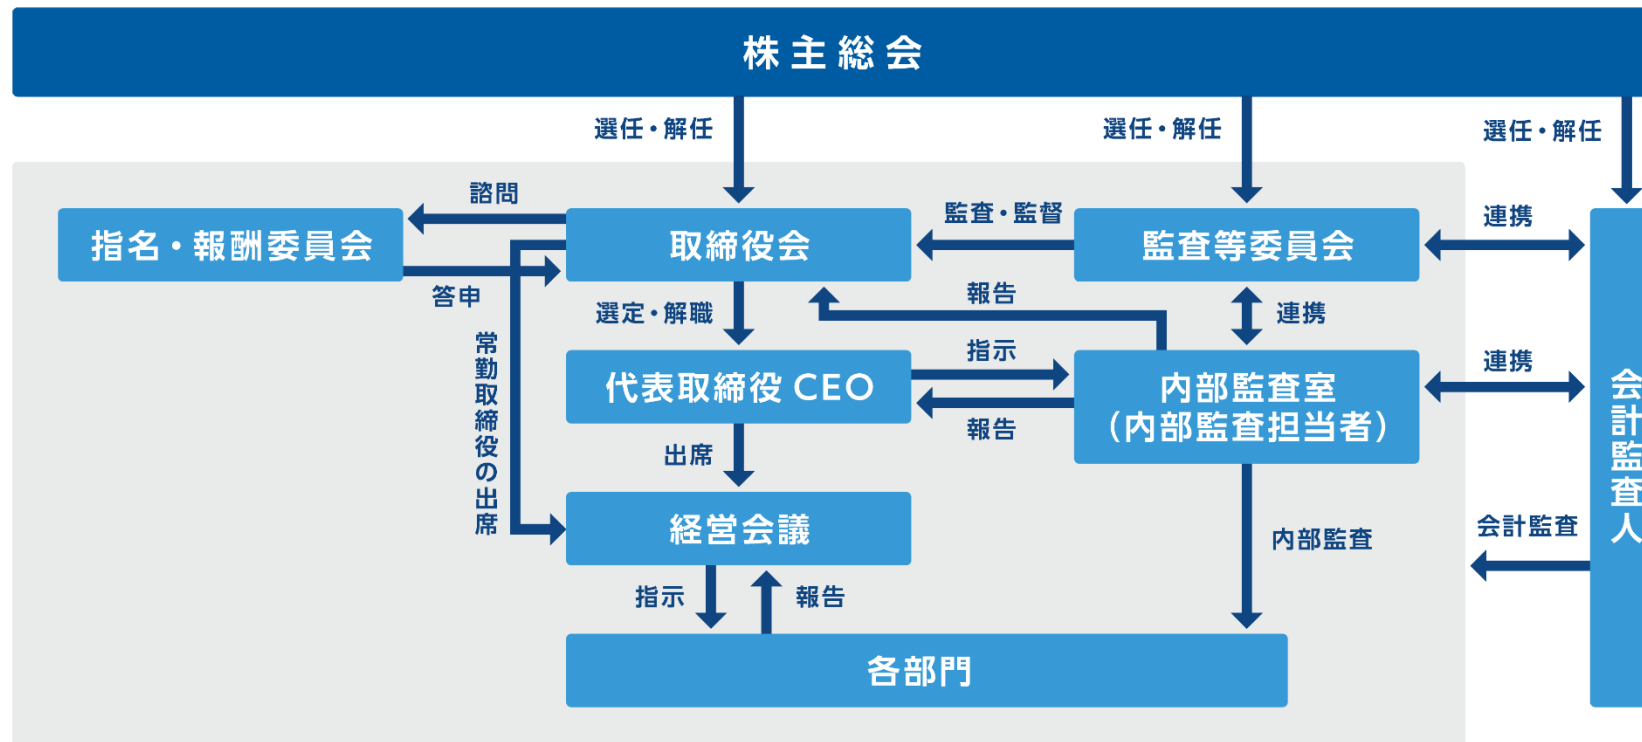 株主総会
選任・解任
選任・解任
選任・解任
諮問
指名・報酬委員会
答申
取締役会
監査・監督
監査等委員会
連携
選定・解職
報告
連携
常勤取締役の出席
代表取締役 CEO
指示
報告
内部監査室
（内部監査担当者）
連携
会計監査人
出席
経営会議
内部監査
会計監査
指示
報告
各部門